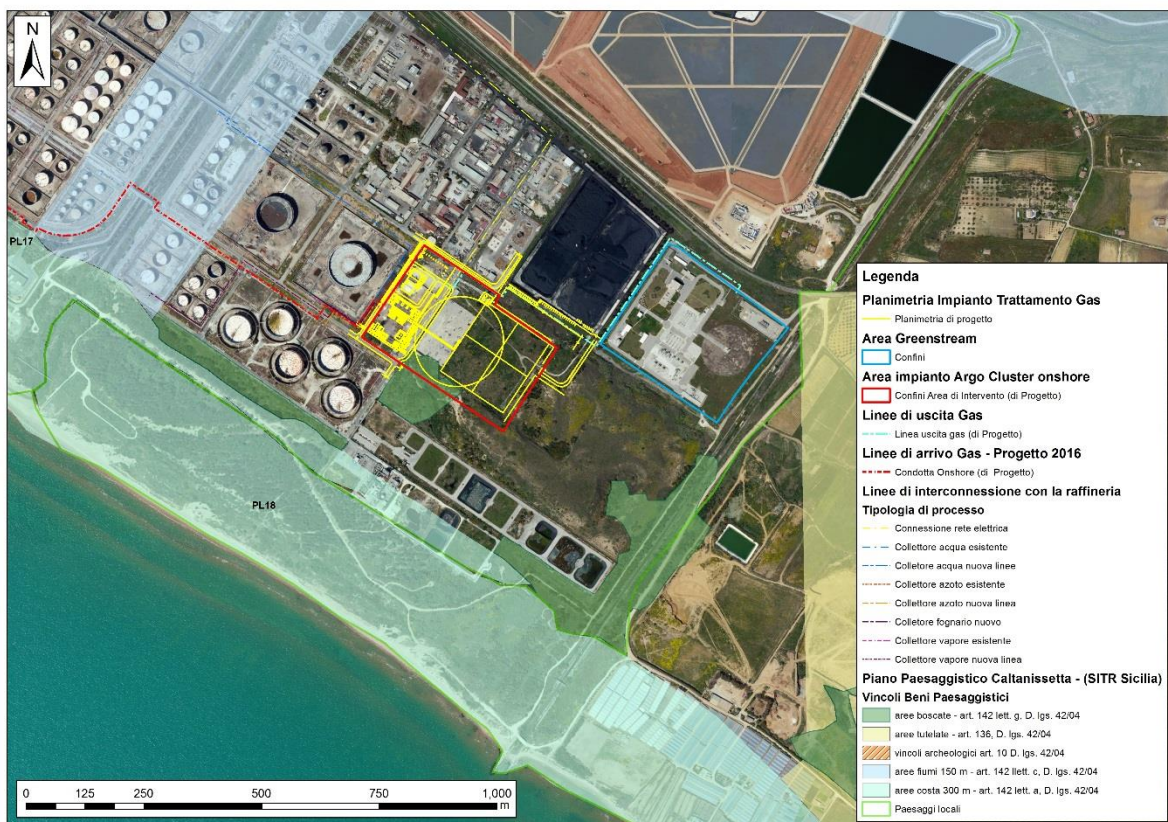 N
PL17
PL18
Legenda
Planimetria Impianto Trattamento Gas
Planimetria di progetto
Area Greenstream
Confini
Area impianto Argo Cluster onshore
Confini Area di Intervento (di Progetto)
Linee di uscita Gas
Linea uscita gas (di Progetto)
Linee di arrivo Gas - Progetto 2016
Condotta Onshore (di Progetto)
Linee di interconnessione con la raffineria
Tipologia di processo
Connessione rete elettrica
Collettore acqua esistente
Colletore acqua nuova linee
Collettore azoto esistente
Collettore azoto nuova linea
Colletore fognario nuovo
Collettore vapore esistente
Collettore vapore nuova linea
Piano Paesaggistico Caltanissetta - (SITR Sicilia)
Vincoli Beni Paesaggistici
aree boscate - art. 142 lett. g, D. lgs. 42/04
aree tutelate - art. 136, D. lgs. 42/04
vincoli archeologici art. 10 D. lgs. 42/04
aree fiumi 150 m - art. 142 llett. c, D. lgs. 42/04
aree costa 300 m - art. 142 lett. a, D. lgs. 42/04
Paesaggi locali
0 125 250 500 750 1,000
m